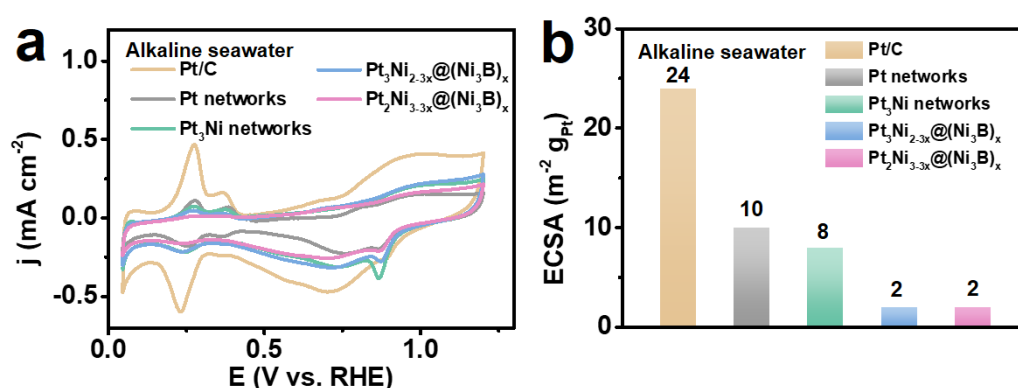 a
Alkaline seawater
Pt/C
Pt networks
Pt₃Ni networks
Pt₃Ni₂₋₃ₓ@(Ni₃B)ₓ
Pt₂Ni₃₋₃ₓ@(Ni₃B)ₓ
j (mA cm⁻²)
1.0
0.5
0.0
-0.5
0.0
0.5
1.0
E (V vs. RHE)
b
Alkaline seawater
Pt/C
Pt networks
Pt₃Ni networks
Pt₃Ni₂₋₃ₓ@(Ni₃B)ₓ
Pt₂Ni₃₋₃ₓ@(Ni₃B)ₓ
ECSA (m⁻² gPt)
30
20
10
0
24
10
8
2
2